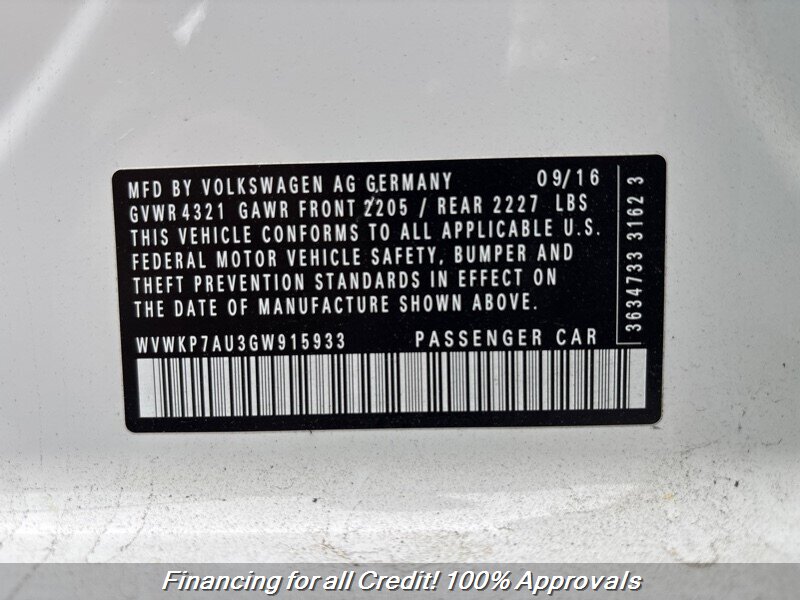 MFD BY VOLKSWAGEN AG GERMANY 09/16
GVWR 4321 GAWR FRONT 2205 / REAR 2227 LBS
THIS VEHICLE CONFORMS TO ALL APPLICABLE U.S.
FEDERAL MOTOR VEHICLE SAFETY, BUMPER AND
THEFT PREVENTION STANDARDS IN EFFECT ON
THE DATE OF MANUFACTURE SHOWN ABOVE.
WVWKP7AU3GW915933 PASSENGER CAR
3634733 3162 3
Financing for all Credit! 100% Approvals